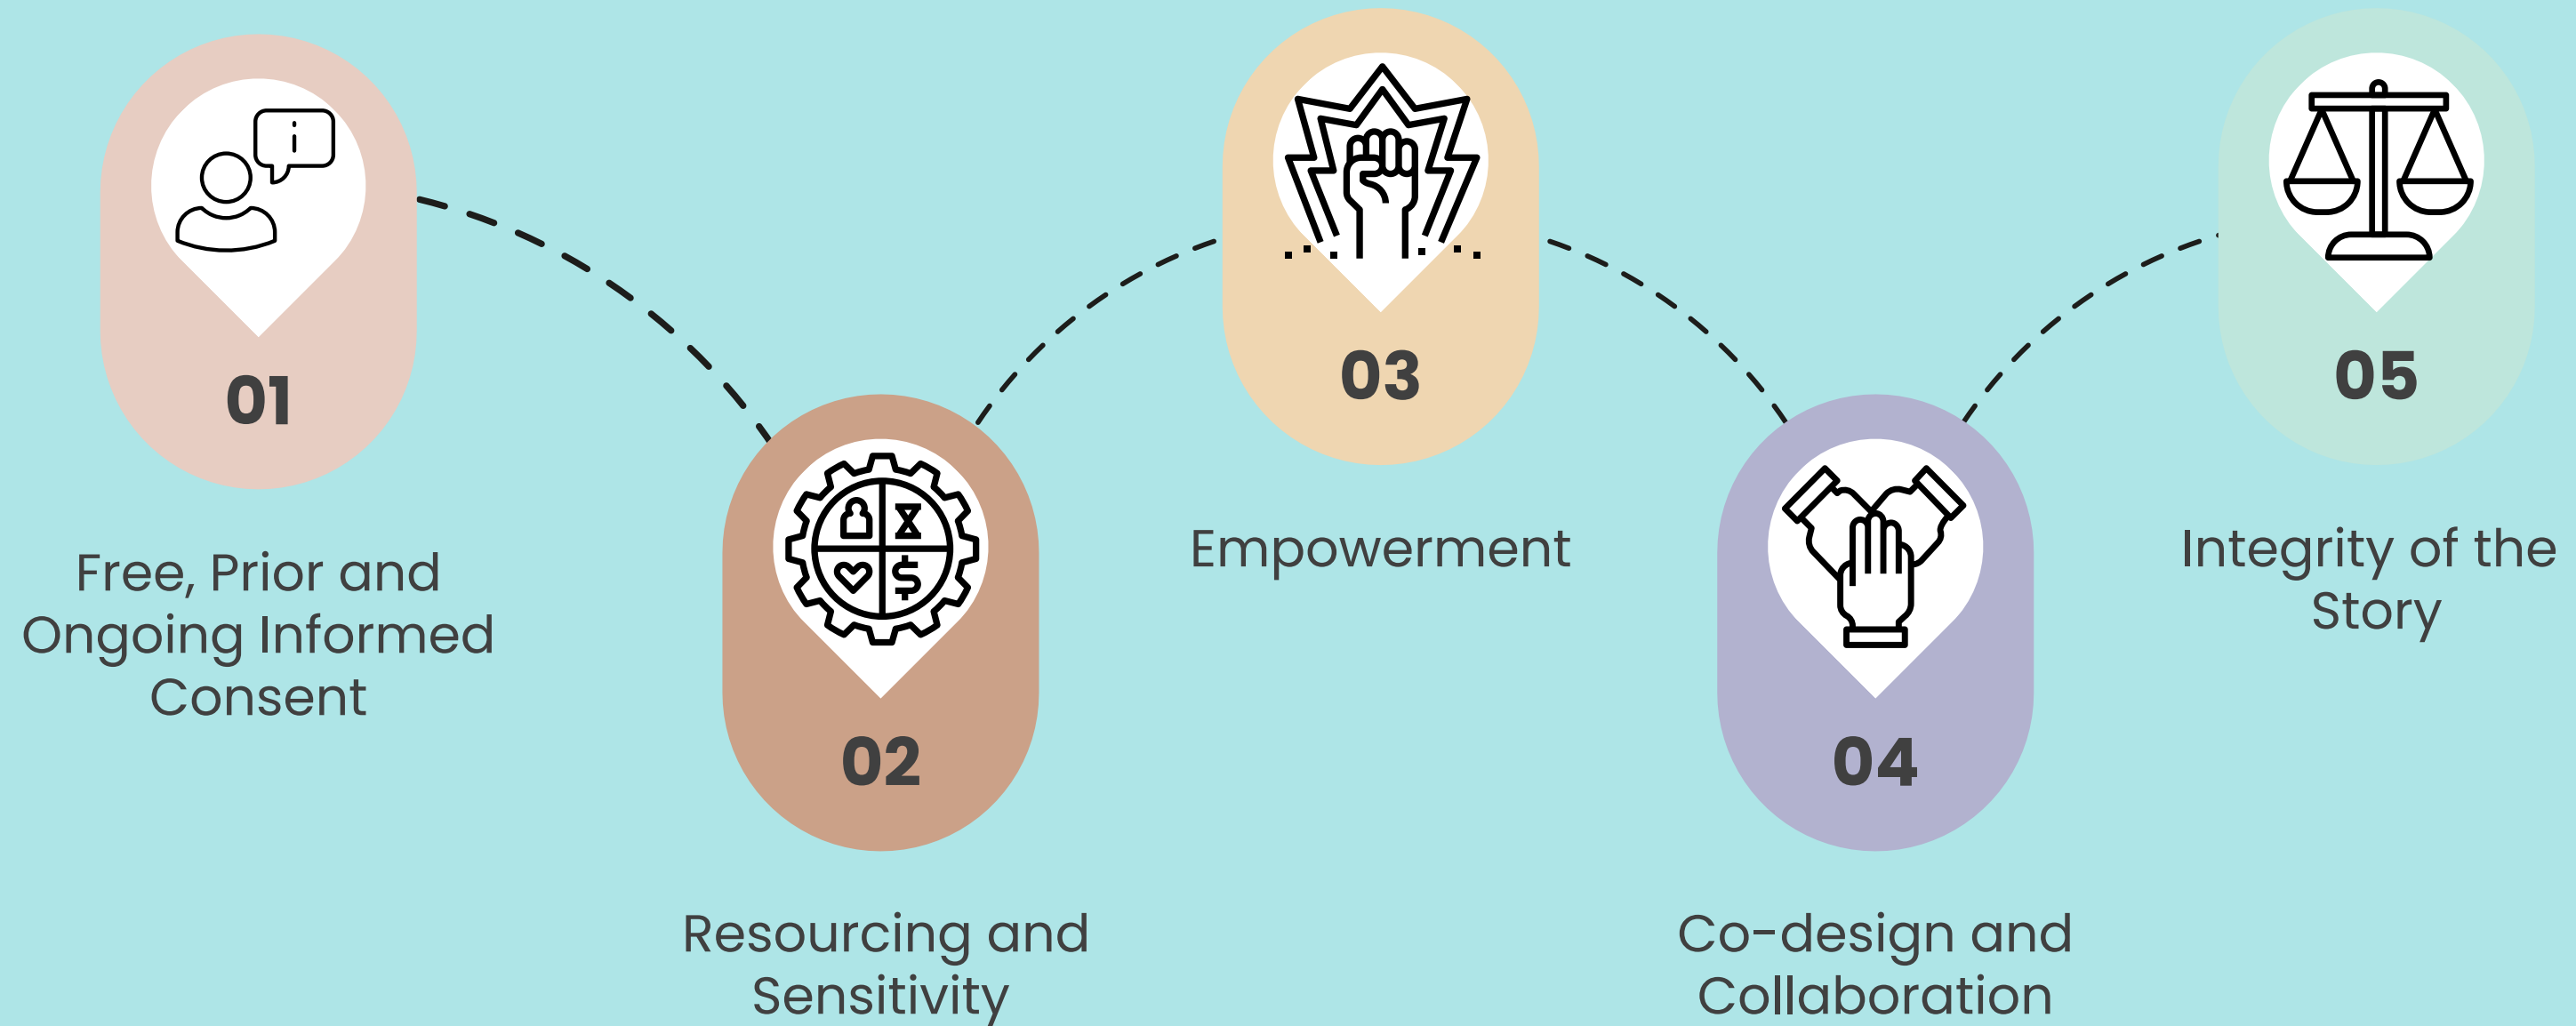 01
Free, Prior and
Ongoing Informed
Consent
02
Resourcing and
Sensitivity
03
Empowerment
04
Co-design and
Collaboration
05
Integrity of the
Story